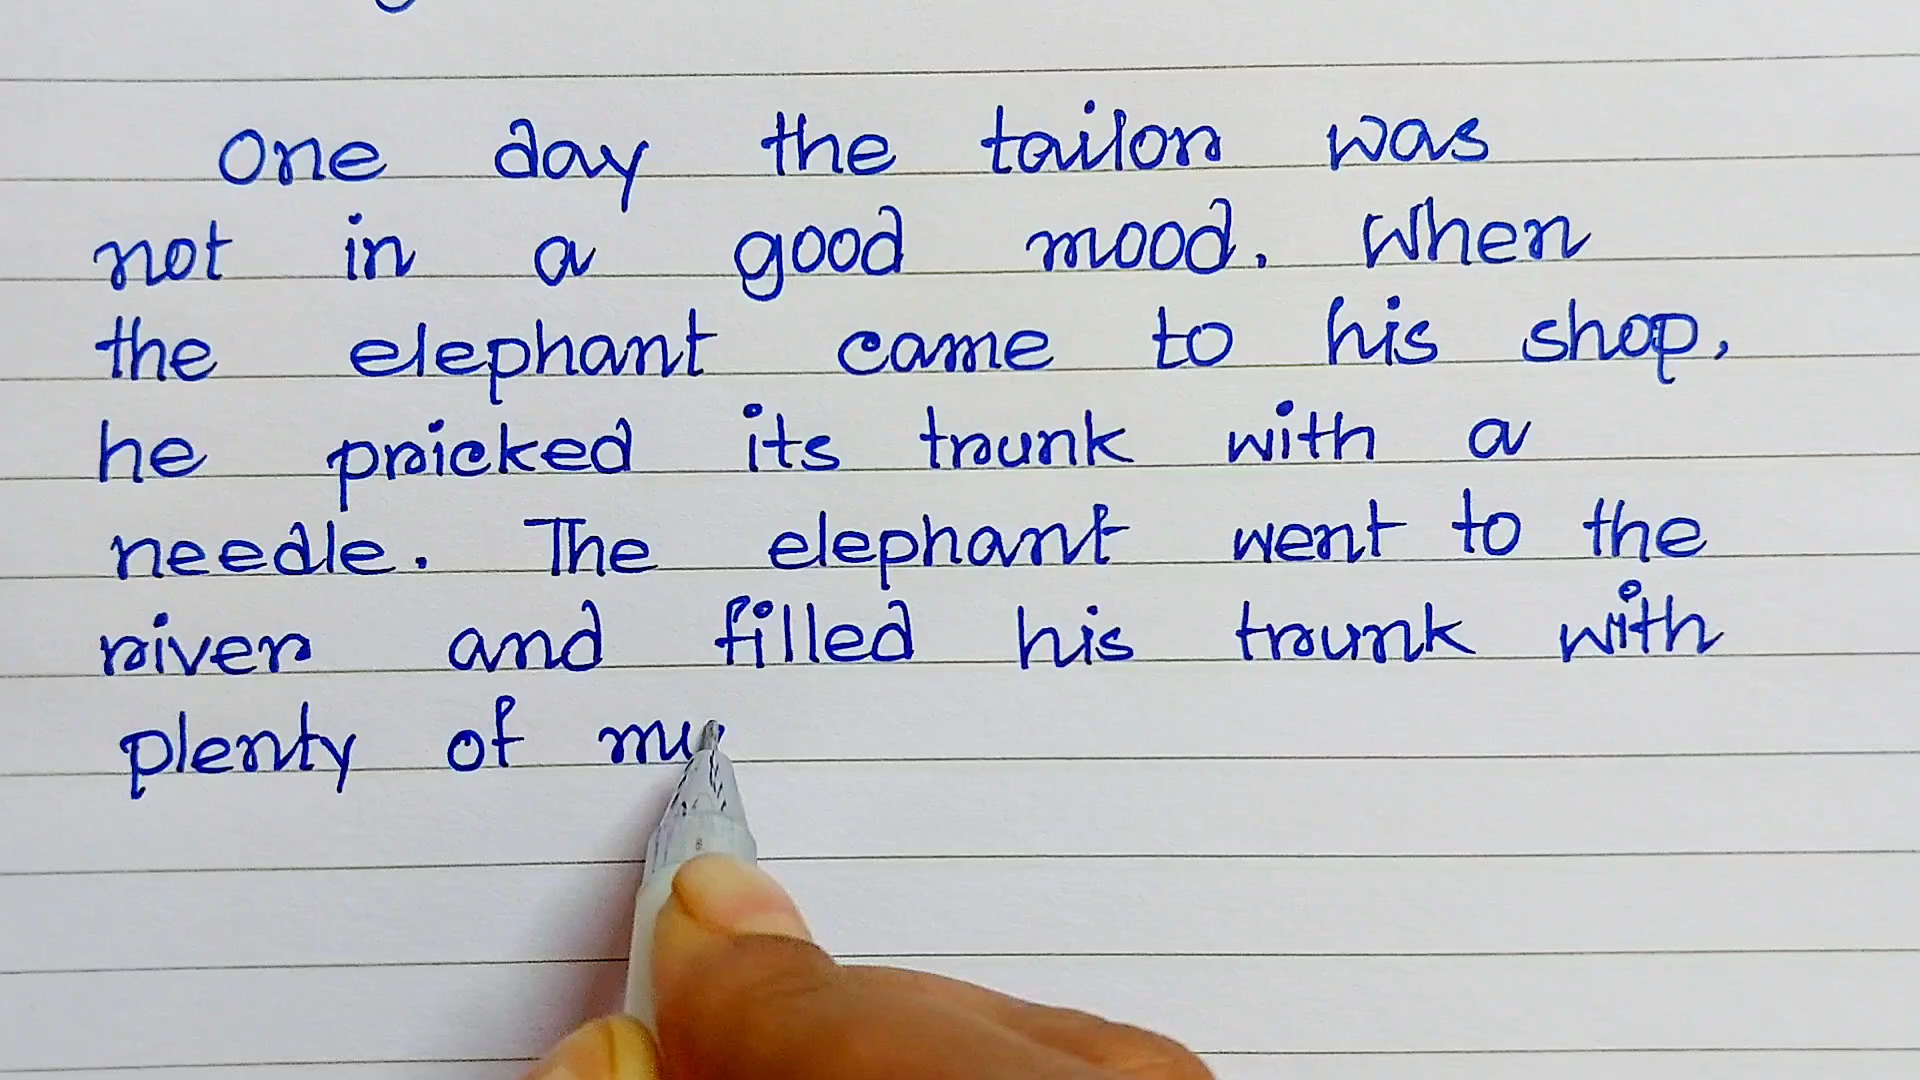 One day the tailor was
not in a good mood. When
the elephant came to his shop,
he pricked its trunk with a
needle. The elephant went to the
river and filled his trunk with
plenty of mu